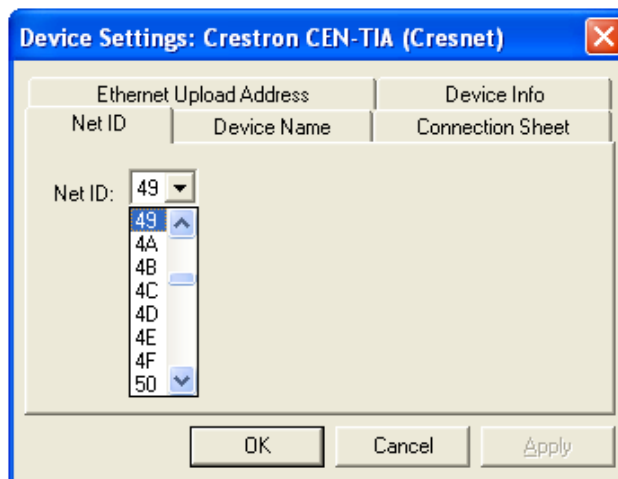 Device Settings: Crestron CEN-TIA (Cresnet)
Ethernet Upload Address Device Info
Net ID Device Name Connection Sheet
Net ID: 49
49
4A
4B
4C
4D
4E
4F
50
OK Cancel Apply